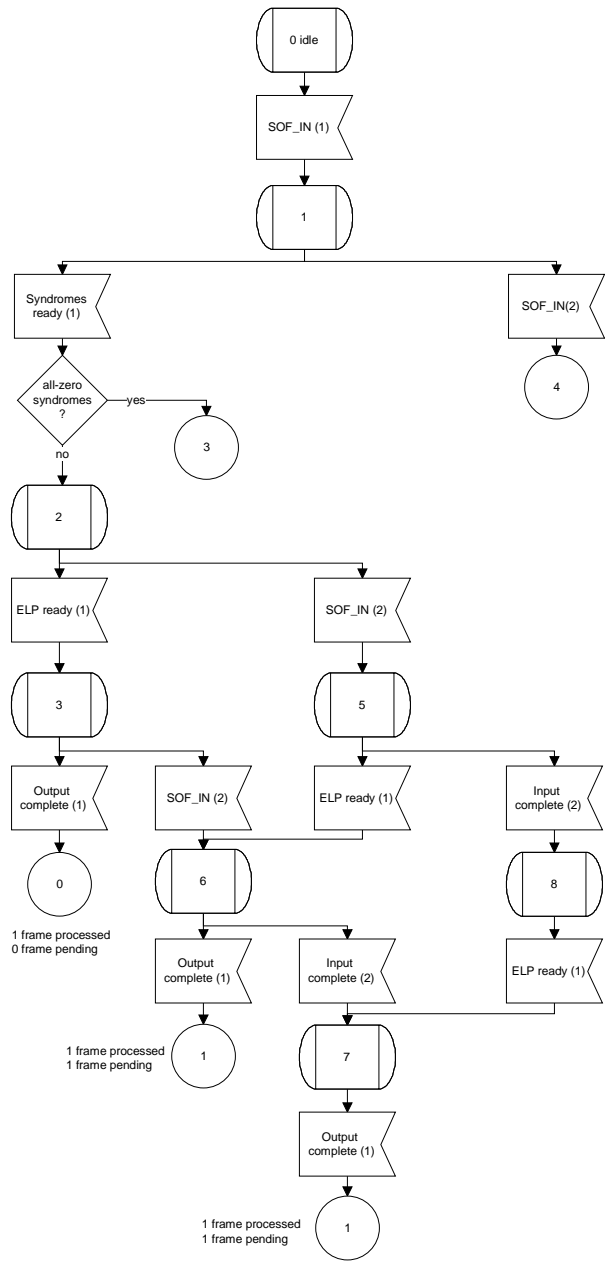 0 idle
SOF_IN (1)
1
Syndromes
ready (1)
SOF_IN(2)
all-zero
syndromes
?
yes
4
3
no
2
ELP ready (1)
SOF_IN (2)
3
5
Output
complete (1)
SOF_IN (2)
ELP ready (1)
Input
complete (2)
0
6
8
1 frame processed
0 frame pending
Output
complete (1)
Input
complete (2)
ELP ready (1)
1 frame processed
1 frame pending
1
7
Output
complete (1)
1 frame processed
1 frame pending
1